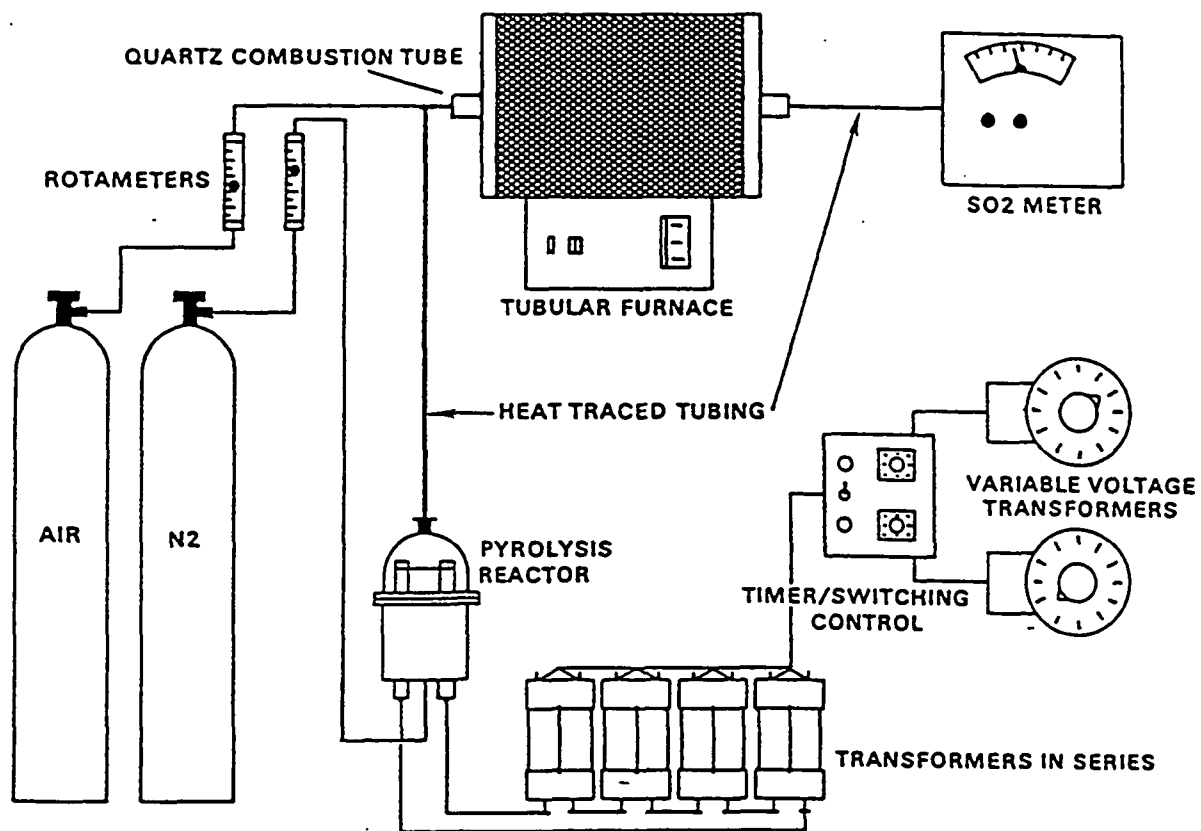 QUARTZ COMBUSTION TUBE
ROTAMETERS
SO2 METER
TUBULAR FURNACE
HEAT TRACED TUBING
AIR
N2
PYROLYSIS
REACTOR
VARIABLE VOLTAGE
TRANSFORMERS
TIMER/SWITCHING
CONTROL
TRANSFORMERS IN SERIES